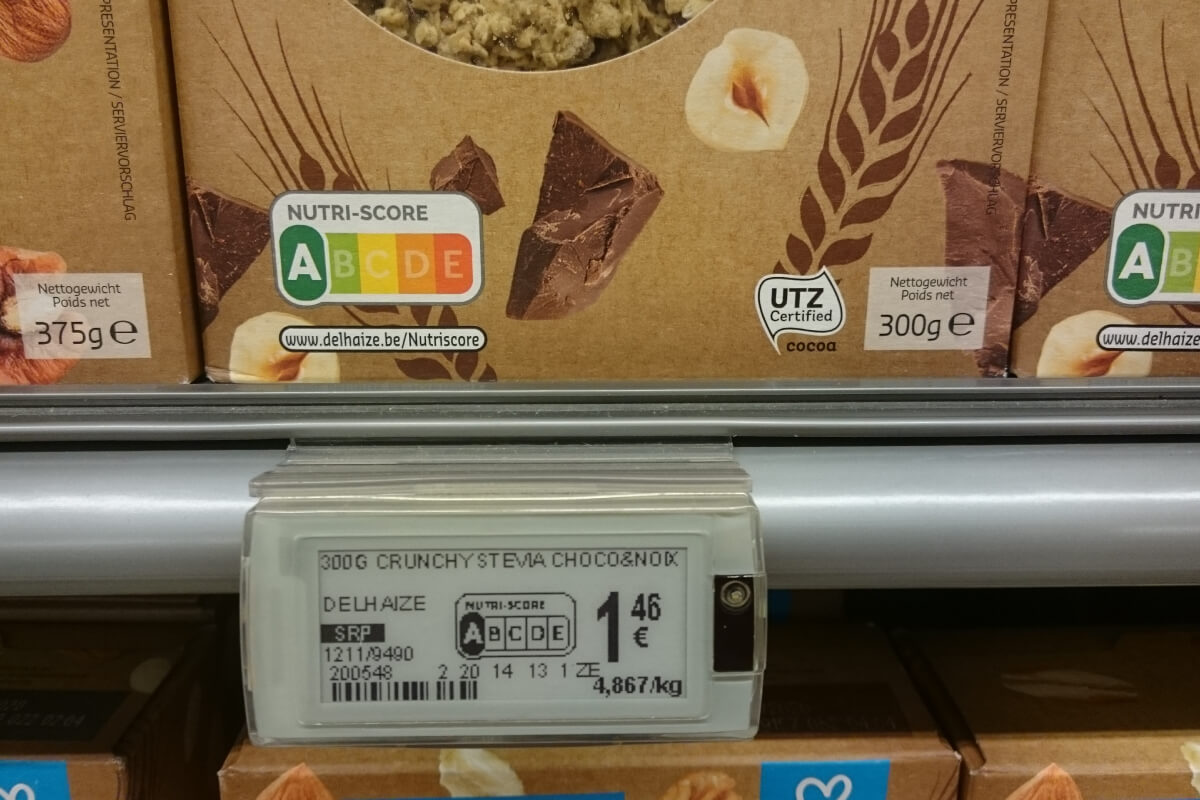 PRESENTATION / SERVIERVORSCHLAG
PRESENTATION / SERVIERVORSCHLAG
NUTRI-SCORE
A B C D E
www.delhaize.be/Nutriscore
Nettogewicht
Poids net
375g e
UTZ
Certified
cocoa
Nettogewicht
Poids net
300g e
NUTRI
A B
www.delhaize
300G CRUNCHY STEVIA CHOCO&NOIX
DELHAIZE
NUTRI-SCORE
A B C D E
1 46
€
SRP
1211/9490
200548 2 20 14 13 1 ZE
4,867/kg